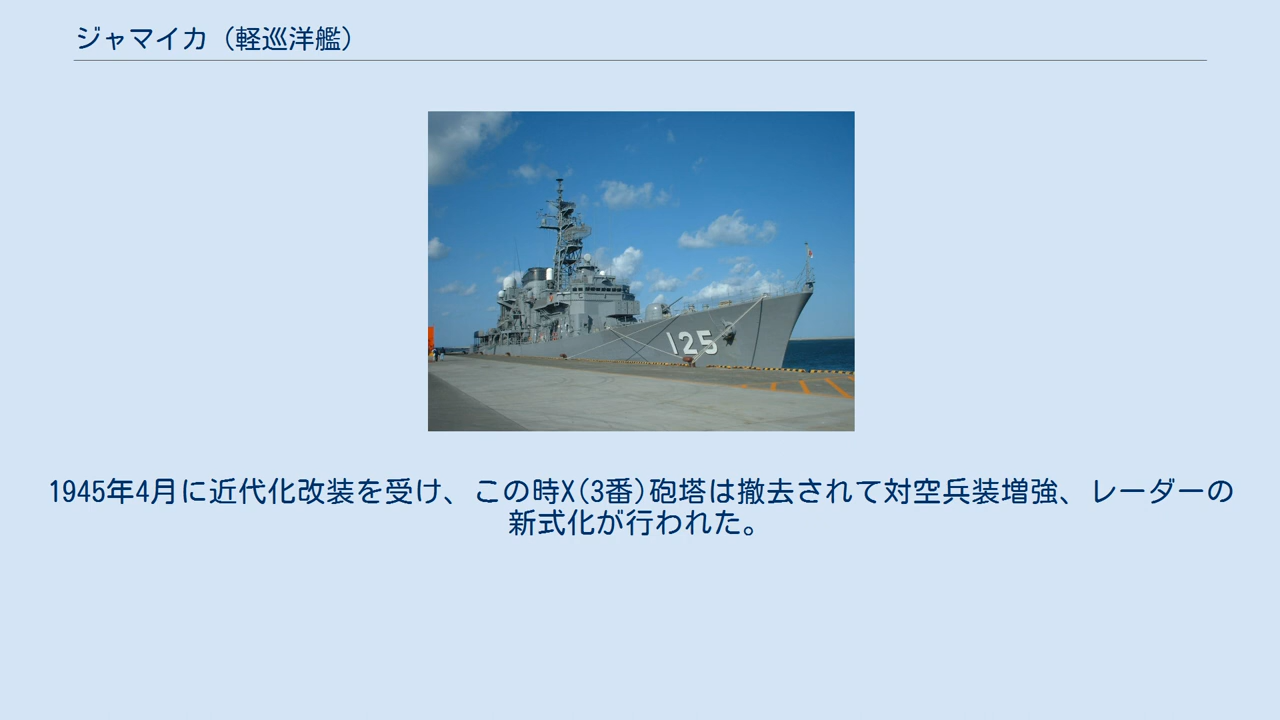 ジャマイカ（軽巡洋艦）
125
1945年4月に近代化改装を受け、この時X(3番)砲塔は撤去されて対空兵装増強、レーダーの
新式化が行われた。